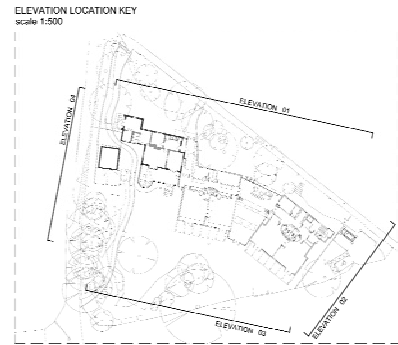 ELEVATION LOCATION KEY
scale 1:500
ELEVATION 01
ELEVATION 04
ELEVATION 03
ELEVATION 02